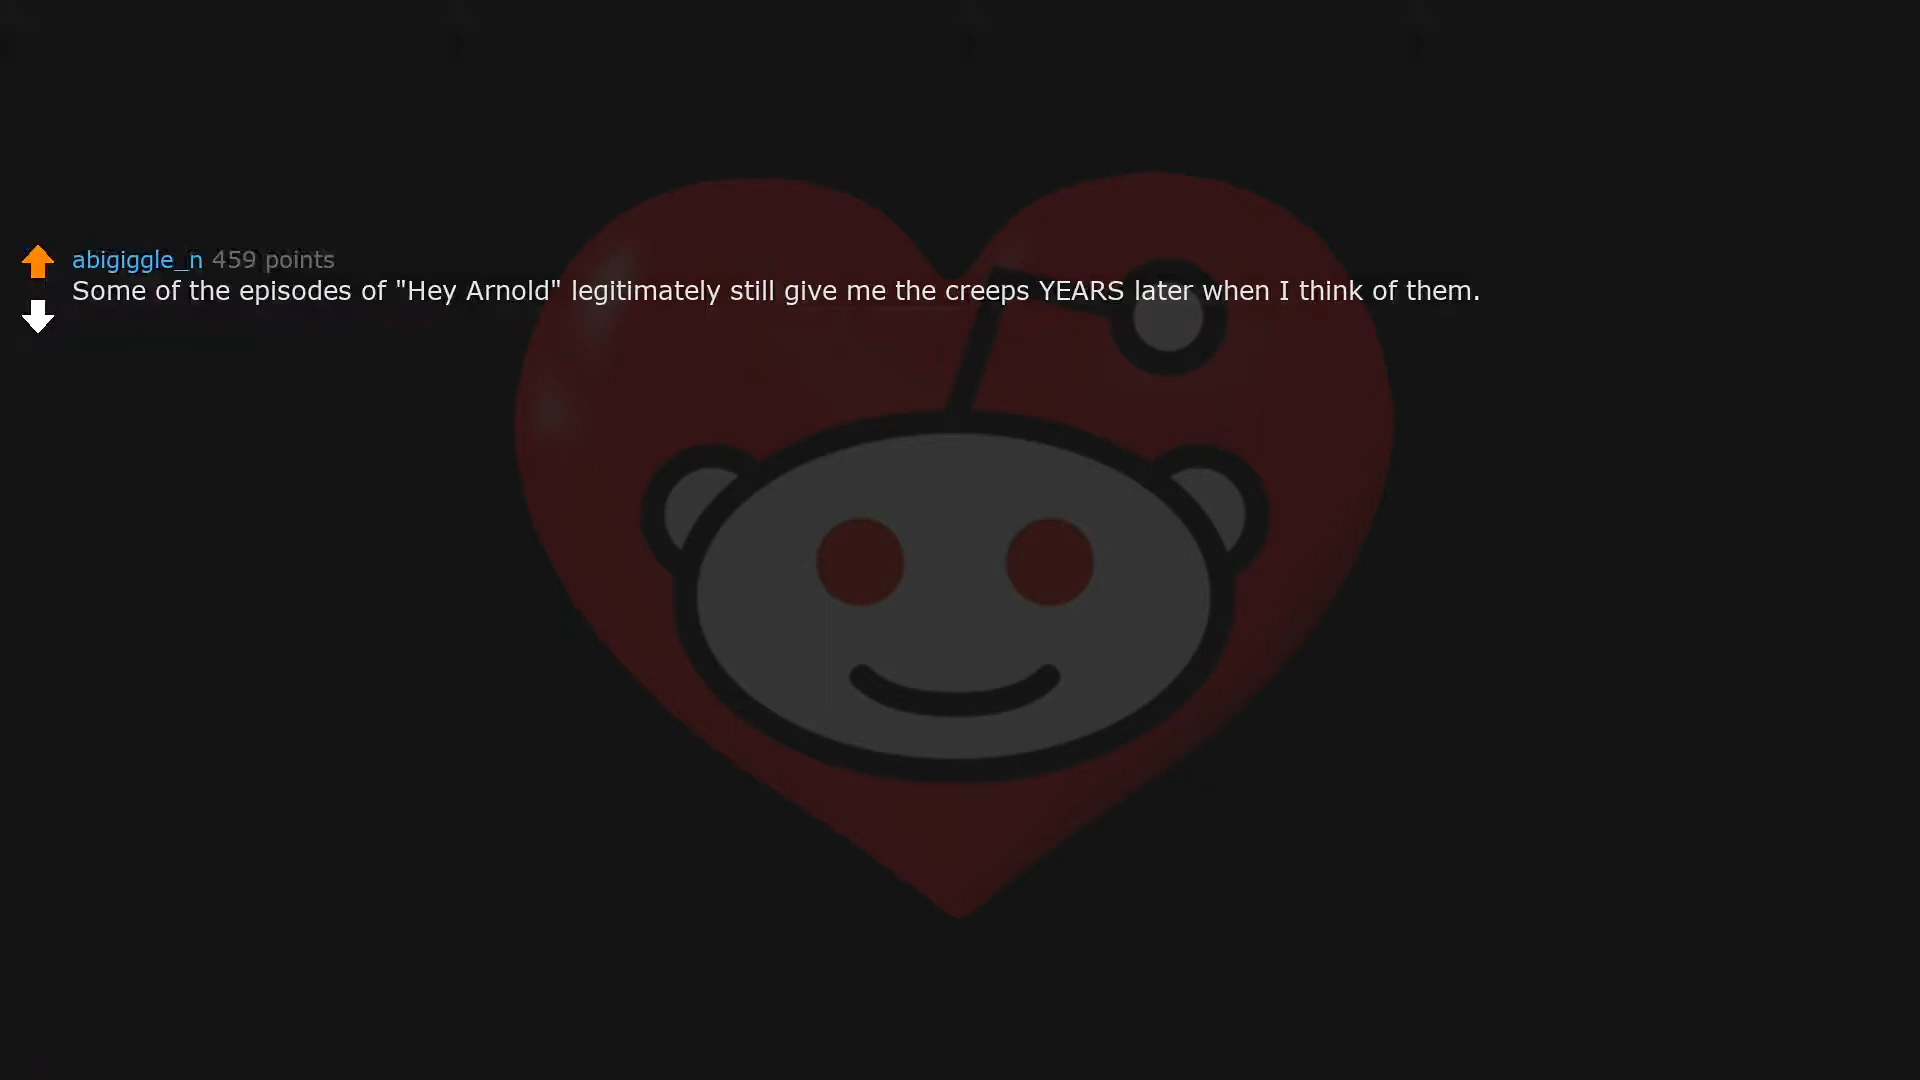 abigiggle_n 459 points
Some of the episodes of "Hey Arnold" legitimately still give me the creeps YEARS later when I think of them.